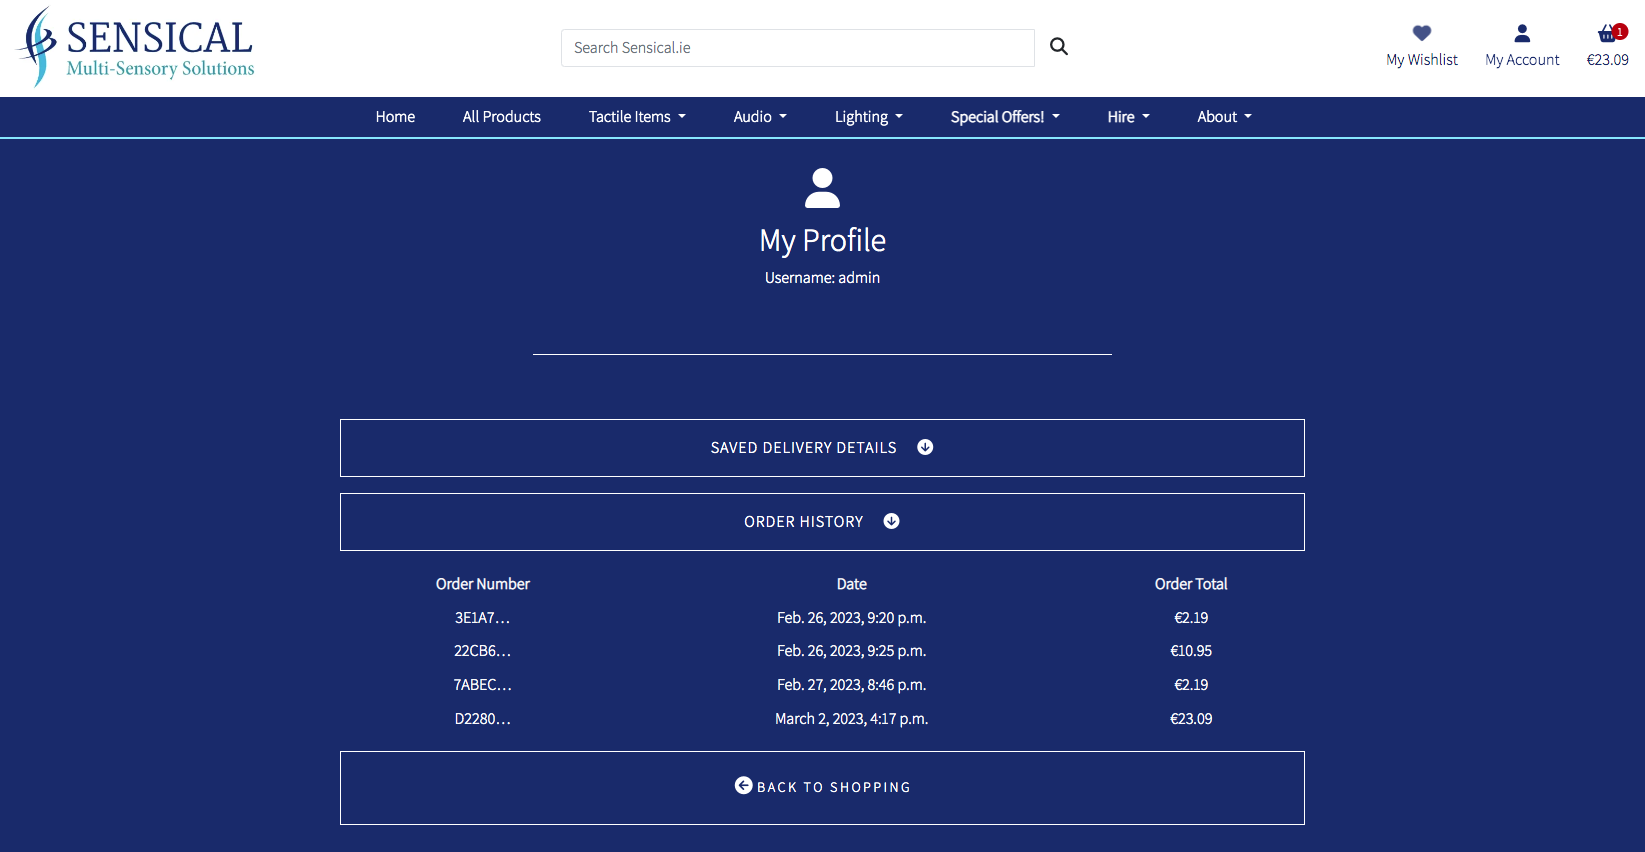 SENSICAL
Multi-Sensory Solutions
Search Sensical.ie
My Wishlist
My Account
1
€23.09
Home
All Products
Tactile Items
Audio
Lighting
Special Offers!
Hire
About
My Profile
Username: admin
SAVED DELIVERY DETAILS
ORDER HISTORY
Order Number Date Order Total
3E1A7... Feb. 26, 2023, 9:20 p.m. €2.19
22CB6... Feb. 26, 2023, 9:25 p.m. €10.95
7ABEC... Feb. 27, 2023, 8:46 p.m. €2.19
D2280... March 2, 2023, 4:17 p.m. €23.09
BACK TO SHOPPING